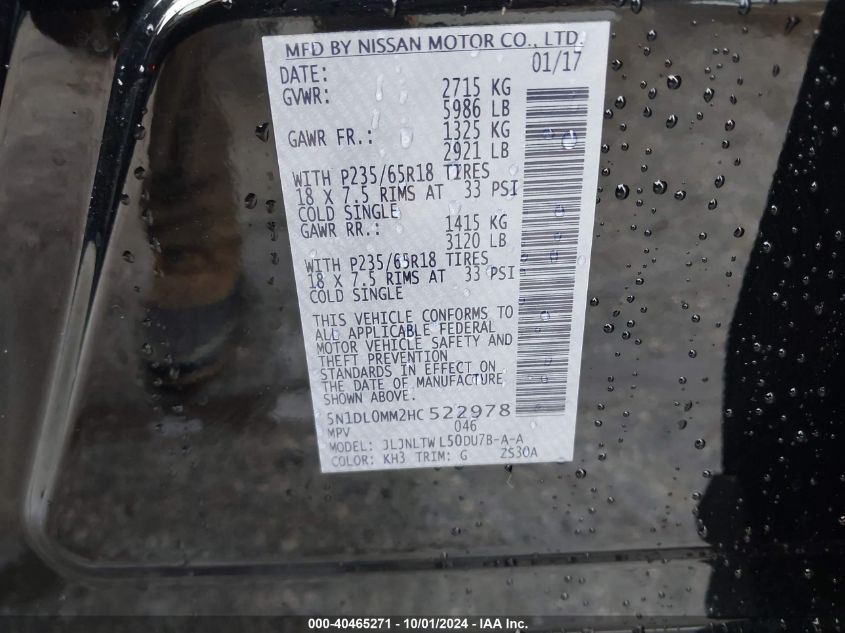 MFD BY NISSAN MOTOR CO., LTD.
DATE: 01/17
GVWR: 2715 KG
5986 LB
GAWR FR.: 1325 KG
2921 LB
WITH P235/65R18 TIRES
18 X 7.5 RIMS AT 33 PSI
COLD SINGLE
GAWR RR.: 1415 KG
3120 LB
WITH P235/65R18 TIRES
18 X 7.5 RIMS AT 33 PSI
COLD SINGLE
THIS VEHICLE CONFORMS TO
ALL APPLICABLE FEDERAL
MOTOR VEHICLE SAFETY AND
THEFT PREVENTION
STANDARDS IN EFFECT ON
THE DATE OF MANUFACTURE
SHOWN ABOVE.
5N1DL0MM2HC 522978
MPV 046
MODEL: JLJNLTW L50DU7B-A-A
COLOR: KH3 TRIM: G ZS30A
000-40465271 - 10/01/2024 - IAA Inc.